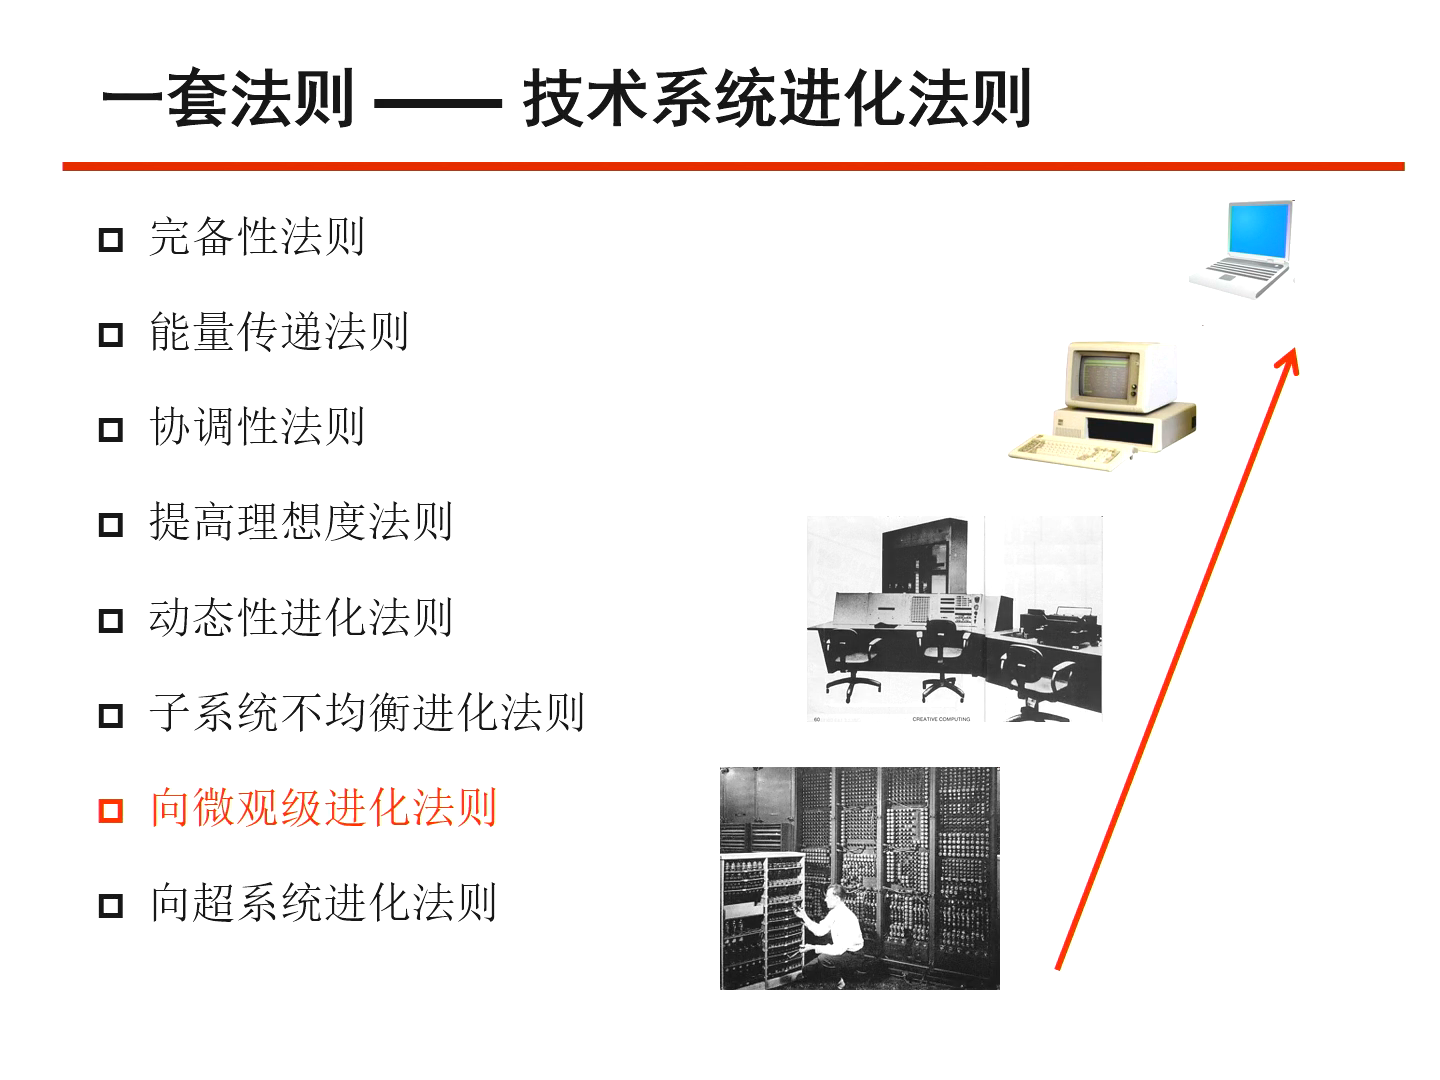 一套法则 —— 技术系统进化法则
完备性法则
能量传递法则
协调性法则
提高理想度法则
动态性进化法则
子系统不均衡进化法则
向微观级进化法则
向超系统进化法则
60
CREATIVE COMPUTING